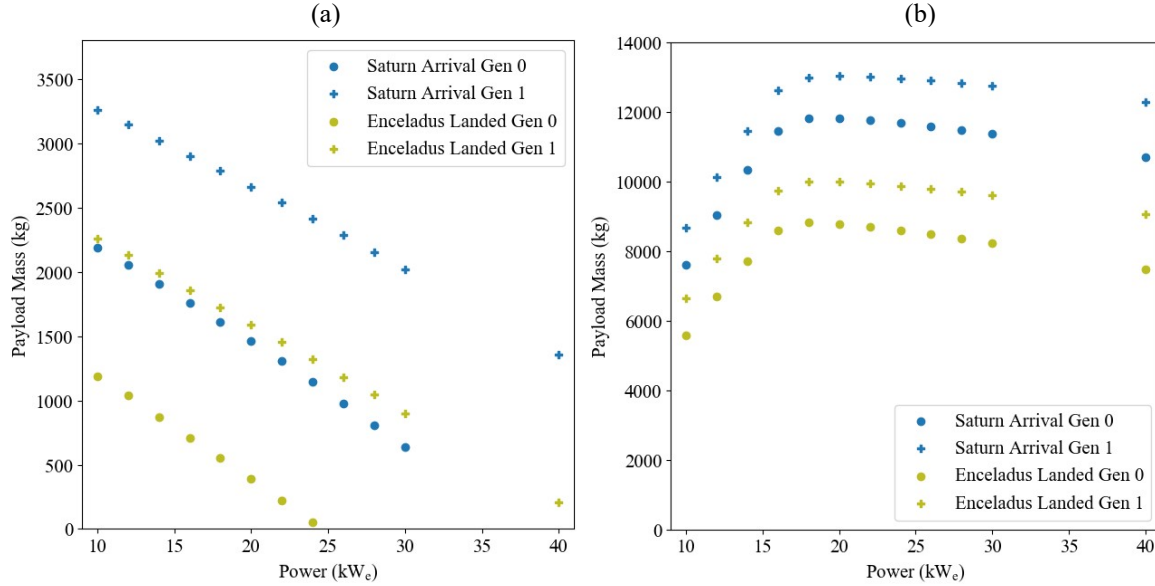 (a)
3500
3000
2500
2000
1500
1000
500
0
Payload Mass (kg)
Saturn Arrival Gen 0
Saturn Arrival Gen 1
Enceladus Landed Gen 0
Enceladus Landed Gen 1
10 15 20 25 30 35 40
Power (kWe)
(b)
14000
12000
10000
8000
6000
4000
2000
0
Payload Mass (kg)
Saturn Arrival Gen 0
Saturn Arrival Gen 1
Enceladus Landed Gen 0
Enceladus Landed Gen 1
10 15 20 25 30 35 40
Power (kWe)